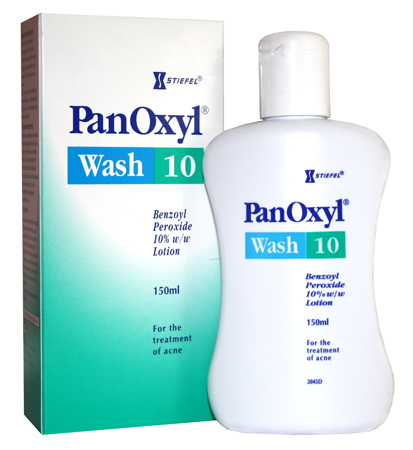 STIEFEL®
PanOxyl®
Wash 10
Benzoyl
Peroxide
10% w/w
Lotion
150ml
For the
treatment
of acne
STIEFEL®
PanOxyl®
Wash 10
Benzoyl
Peroxide
10% w/w
Lotion
150ml
For the
treatment
of acne
2045D